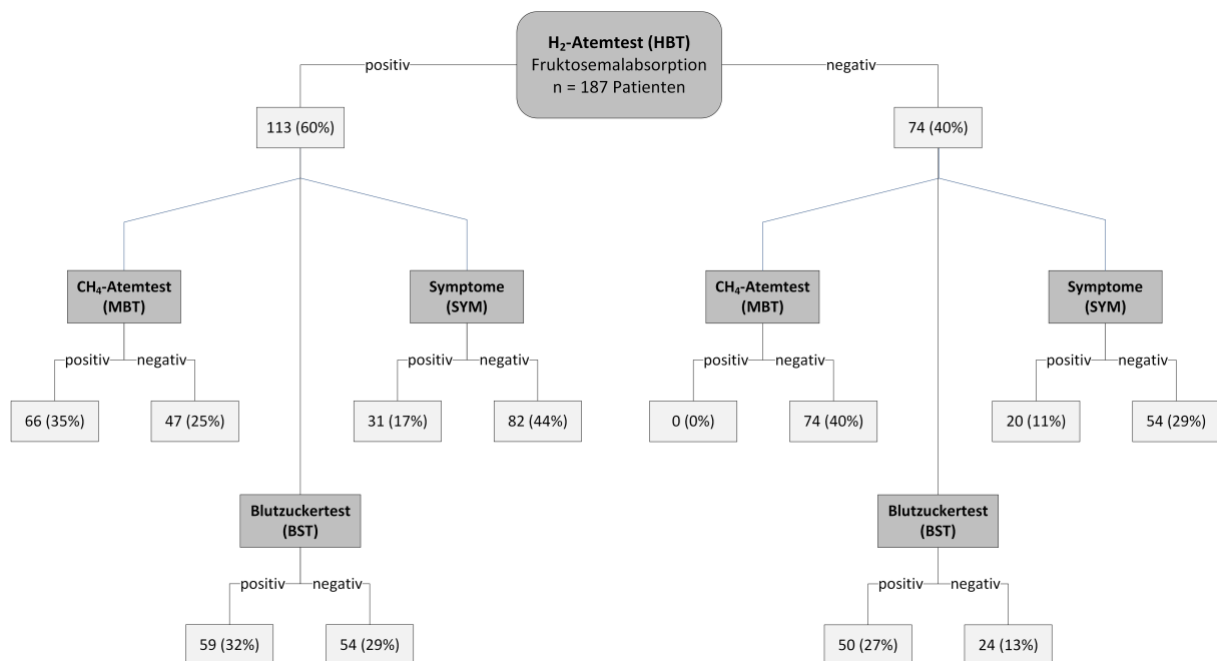 H₂-Atemtest (HBT)
Fruktosemalabsorption
n = 187 Patienten
positiv
negativ
113 (60%)
74 (40%)
CH₄-Atemtest
(MBT)
positiv
negativ
66 (35%)
47 (25%)
Symptome
(SYM)
positiv
negativ
31 (17%)
82 (44%)
Blutzuckertest
(BST)
positiv
negativ
59 (32%)
54 (29%)
CH₄-Atemtest
(MBT)
positiv
negativ
0 (0%)
74 (40%)
Symptome
(SYM)
positiv
negativ
20 (11%)
54 (29%)
Blutzuckertest
(BST)
positiv
negativ
50 (27%)
24 (13%)